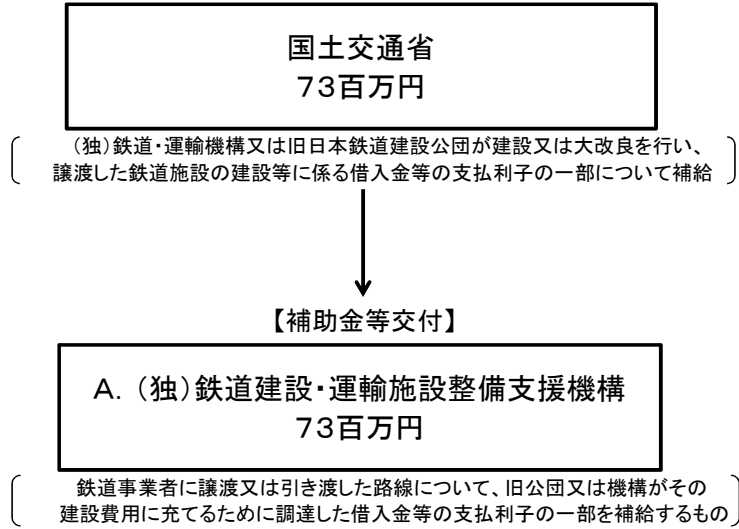 国土交通省
７３百万円
（独）鉄道・運輸機構又は旧日本鉄道建設公団が建設又は大改良を行い、
譲渡した鉄道施設の建設等に係る借入金等の支払利子の一部について補給
【補助金等交付】
Ａ．（独）鉄道建設・運輸施設整備支援機構
７３百万円
鉄道事業者に譲渡又は引き渡した路線について、旧公団又は機構がその
建設費用に充てるために調達した借入金等の支払利子の一部を補給するもの